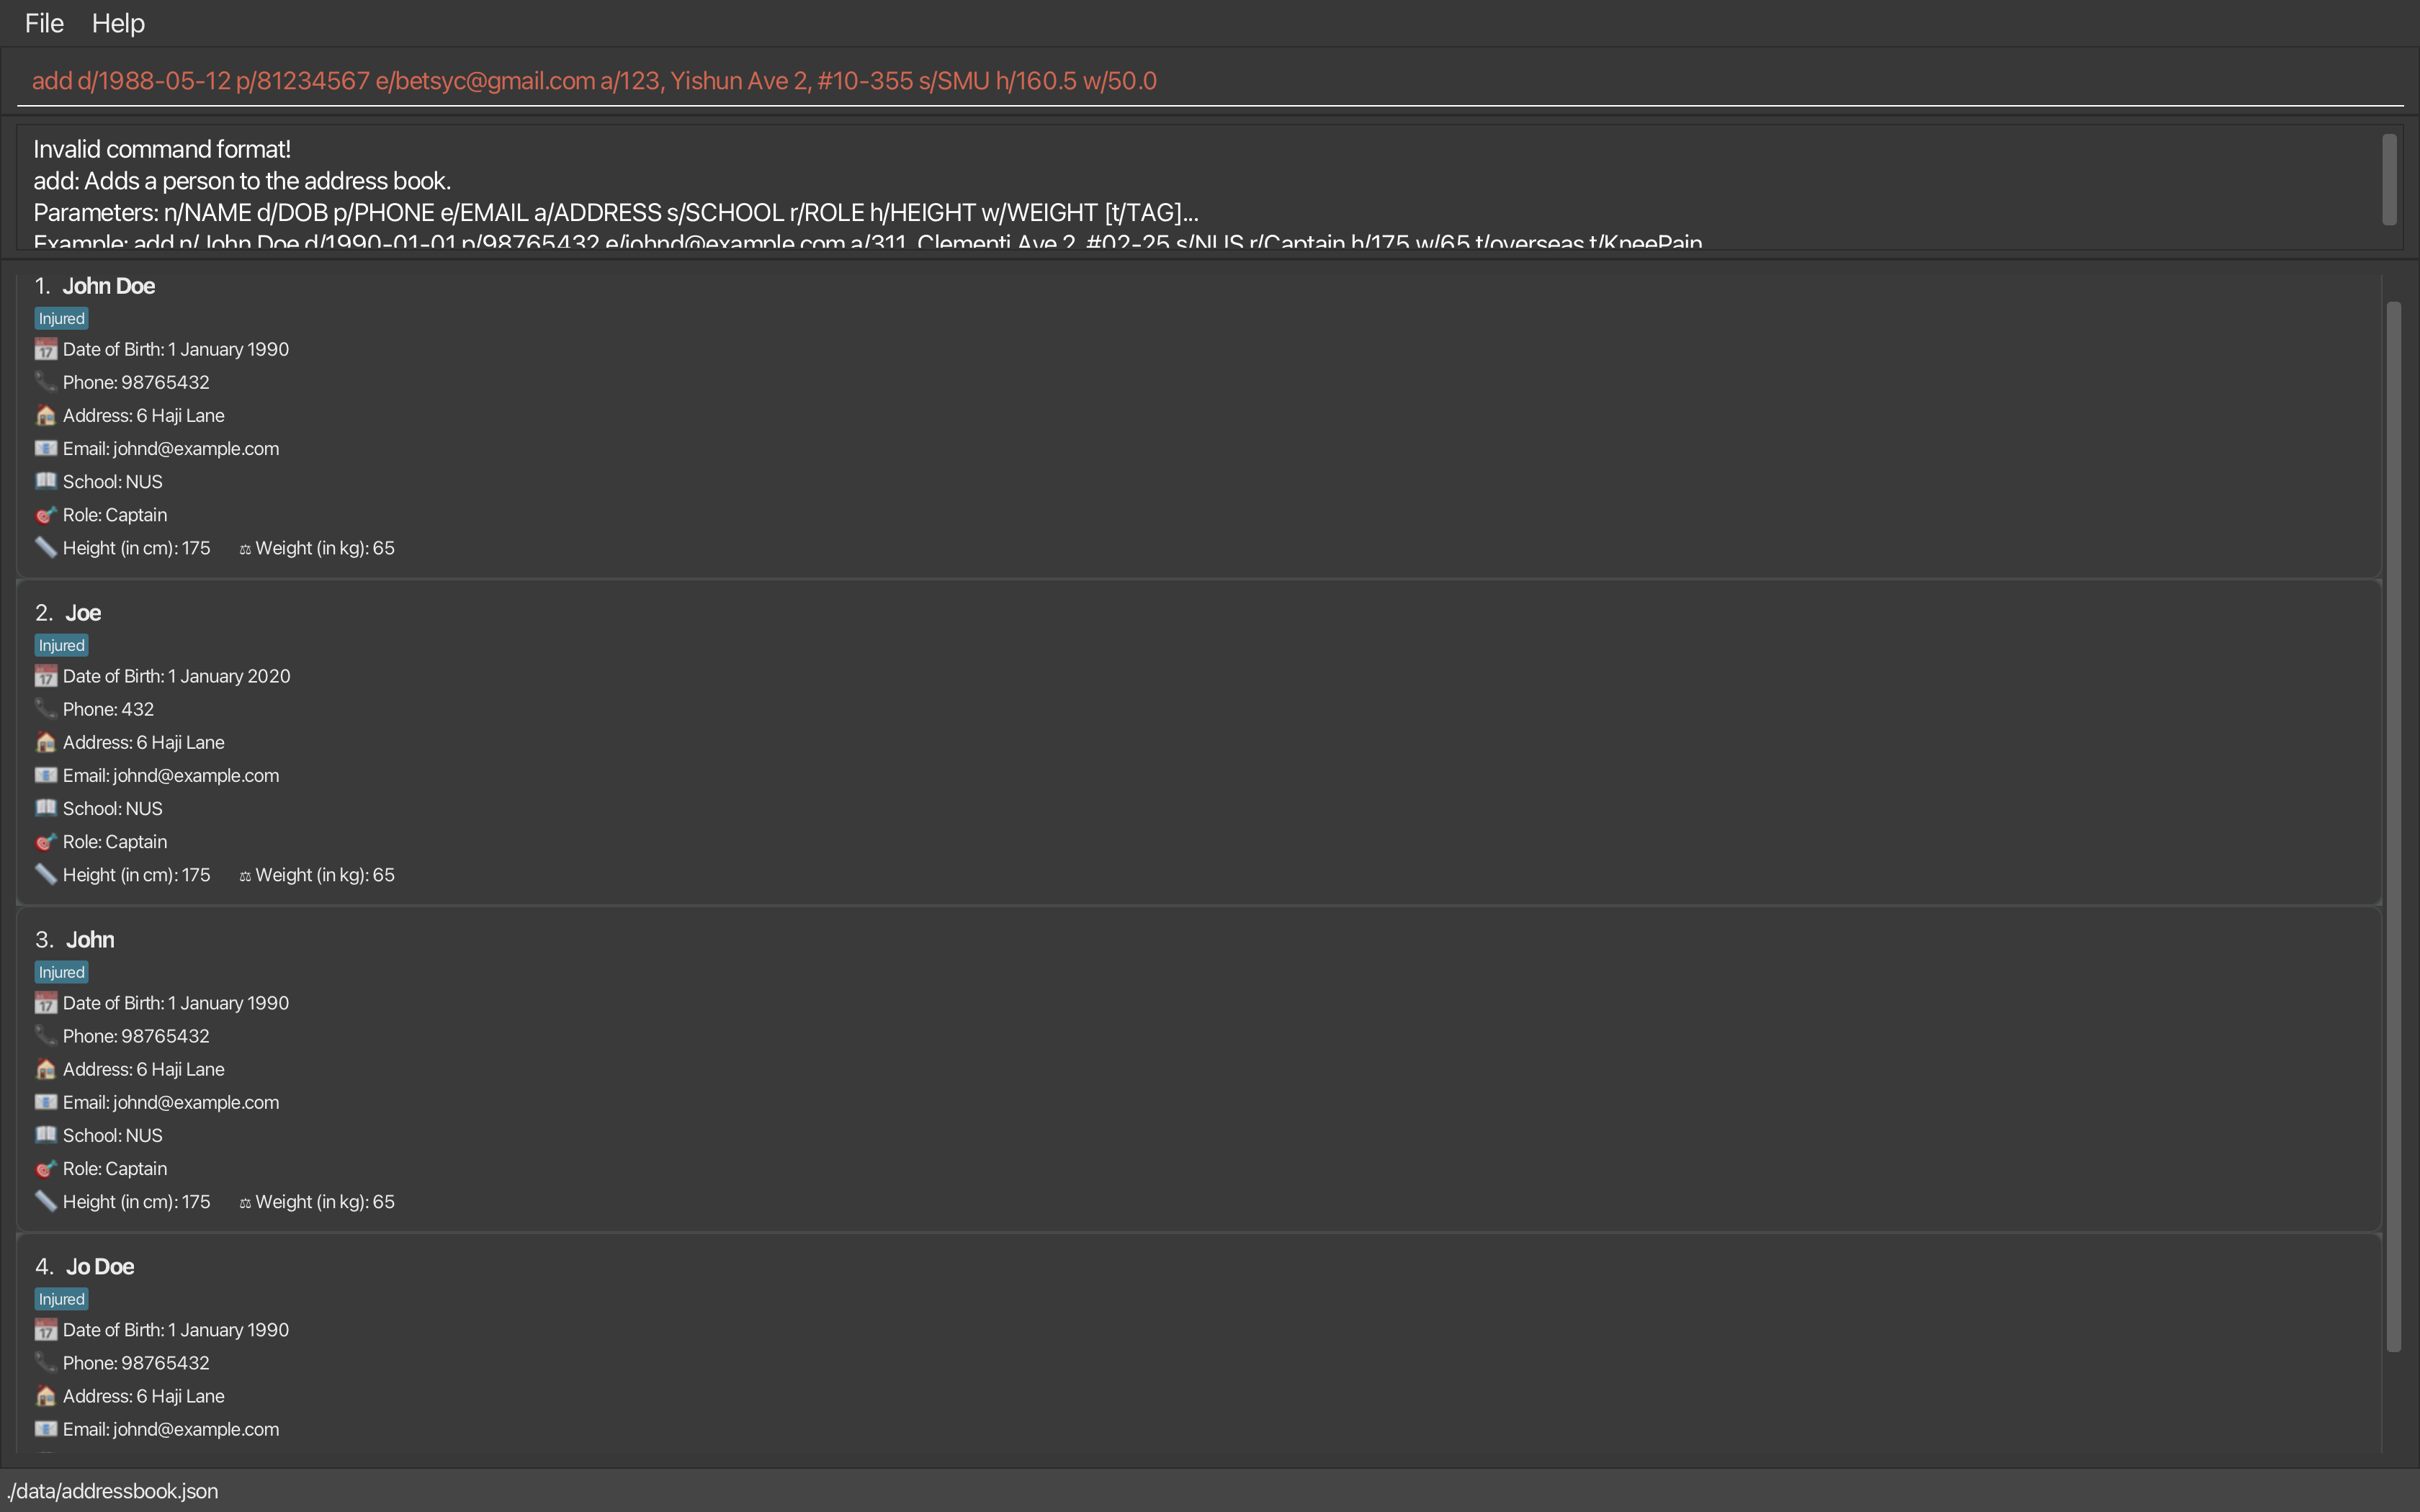 File Help
add d/1988-05-12 p/81234567 e/betsyc@gmail.com a/123, Yishun Ave 2, #10-355 s/SMU h/160.5 w/50.0
Invalid command format!
add: Adds a person to the address book.
Parameters: n/NAME d/DOB p/PHONE e/EMAIL a/ADDRESS s/SCHOOL r/ROLE h/HEIGHT w/WEIGHT [t/TAG]...
Example: add n/ John Doe d/1990-01-01 p/98765432 e/johnd@example.com a/311, Clementi Ave 2, #02-25 s/NUS r/Captain h/175 w/65 t/overseas t/KneePain
1. John Doe
Injured
17 Date of Birth: 1 January 1990
Phone: 98765432
Address: 6 Haji Lane
Email: johnd@example.com
School: NUS
Role: Captain
Height (in cm): 175 Weight (in kg): 65
2. Joe
Injured
17 Date of Birth: 1 January 2020
Phone: 432
Address: 6 Haji Lane
Email: johnd@example.com
School: NUS
Role: Captain
Height (in cm): 175 Weight (in kg): 65
3. John
Injured
17 Date of Birth: 1 January 1990
Phone: 98765432
Address: 6 Haji Lane
Email: johnd@example.com
School: NUS
Role: Captain
Height (in cm): 175 Weight (in kg): 65
4. Jo Doe
Injured
17 Date of Birth: 1 January 1990
Phone: 98765432
Address: 6 Haji Lane
Email: johnd@example.com
./data/addressbook.json